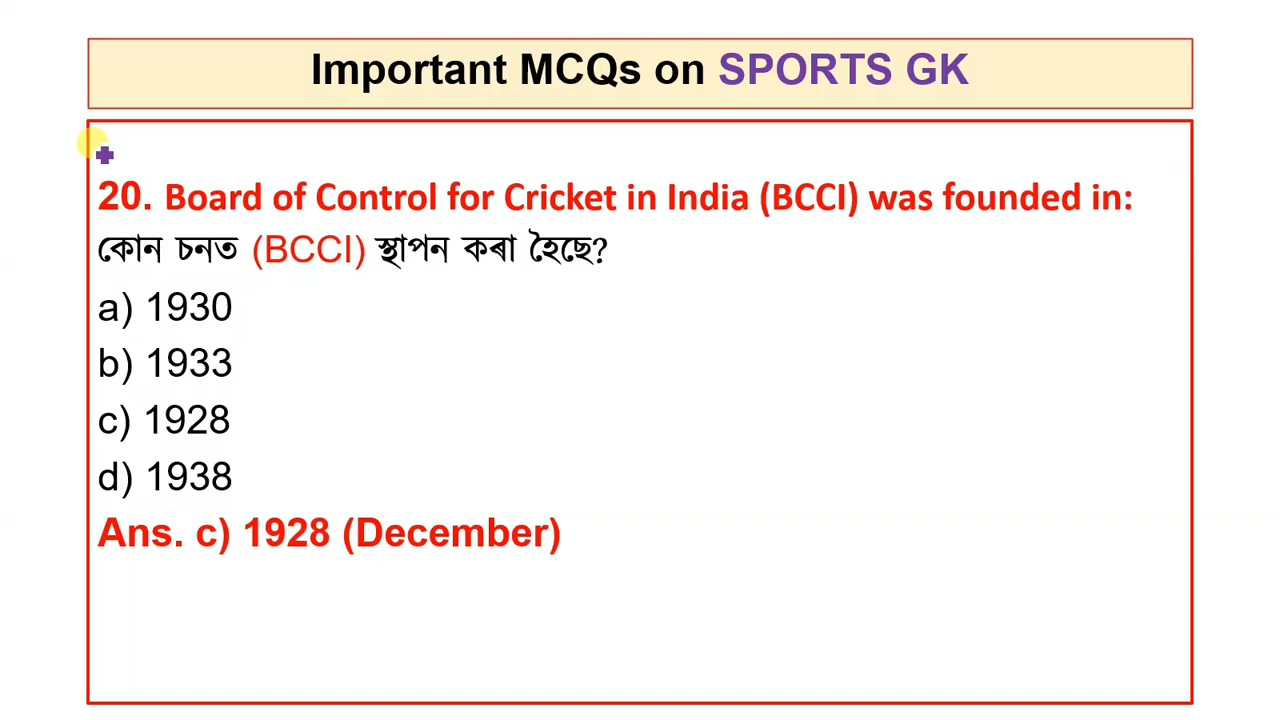 Important MCQs on SPORTS GK
20. Board of Control for Cricket in India (BCCI) was founded in:
কোন চনত (BCCI) স্থাপন কৰা হৈছে?
a) 1930
b) 1933
c) 1928
d) 1938
Ans. c) 1928 (December)